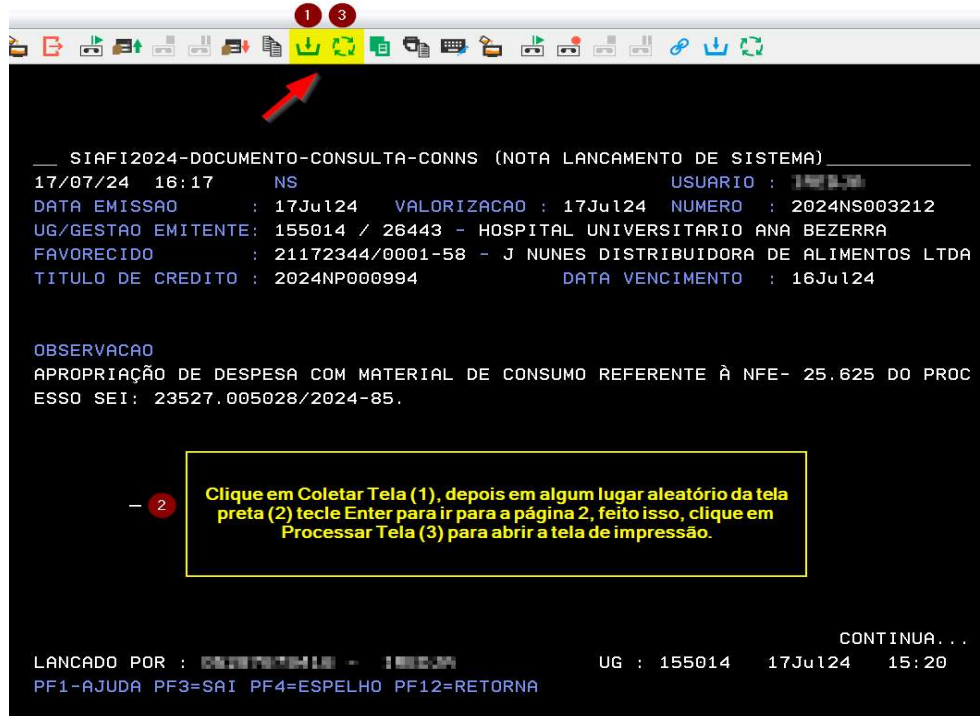 1 3
__ SIAFI2024-DOCUMENTO-CONSULTA-CONNS (NOTA LANCAMENTO DE SISTEMA)____________
17/07/24 16:17 NS USUARIO :
DATA EMISSAO : 17Jul24 VALORIZACAO : 17Jul24 NUMERO : 2024NS003212
UG/GESTAO EMITENTE: 155014 / 26443 - HOSPITAL UNIVERSITARIO ANA BEZERRA
FAVORECIDO : 21172344/0001-58 - J NUNES DISTRIBUIDORA DE ALIMENTOS LTDA
TITULO DE CREDITO : 2024NP000994 DATA VENCIMENTO : 16Jul24
OBSERVACAO
APROPRIAÇÃO DE DESPESA COM MATERIAL DE CONSUMO REFERENTE À NFE- 25.625 DO PROC
ESSO SEI: 23527.005028/2024-85.
_ 2
Clique em Coletar Tela (1), depois em algum lugar aleatório da tela
preta (2) tecle Enter para ir para a página 2, feito isso, clique em
Processar Tela (3) para abrir a tela de impressão.
CONTINUA...
LANCADO POR : - UG : 155014 17Jul24 15:20
PF1-AJUDA PF3=SAI PF4=ESPELHO PF12=RETORNA